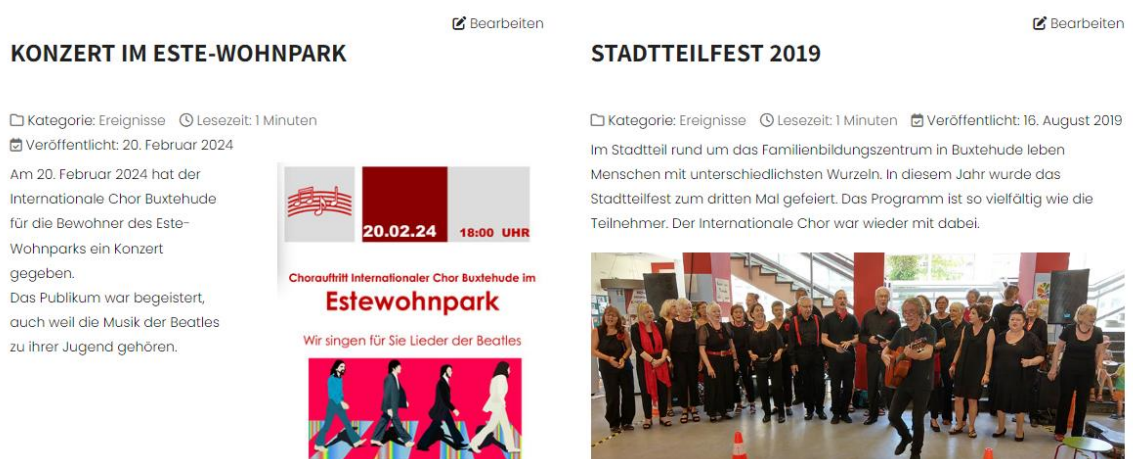 Bearbeiten
KONZERT IM ESTE-WOHNPARK
Kategorie: Ereignisse Lesezeit: 1 Minuten
Veröffentlicht: 20. Februar 2024
Am 20. Februar 2024 hat der
Internationale Chor Buxtehude
für die Bewohner des Este-
Wohnparks ein Konzert
gegeben.
Das Publikum war begeistert,
auch weil die Musik der Beatles
zu ihrer Jugend gehören.
20.02.24 18:00 UHR
Chorauftritt Internationaler Chor Buxtehude im
Estewohnpark
Wir singen für Sie Lieder der Beatles
Bearbeiten
STADTTEILFEST 2019
Kategorie: Ereignisse Lesezeit: 1 Minuten Veröffentlicht: 16. August 2019
Im Stadtteil rund um das Familienbildungszentrum in Buxtehude leben
Menschen mit unterschiedlichsten Wurzeln. In diesem Jahr wurde das
Stadtteilfest zum dritten Mal gefeiert. Das Programm ist so vielfältig wie die
Teilnehmer. Der Internationale Chor war wieder mit dabei.